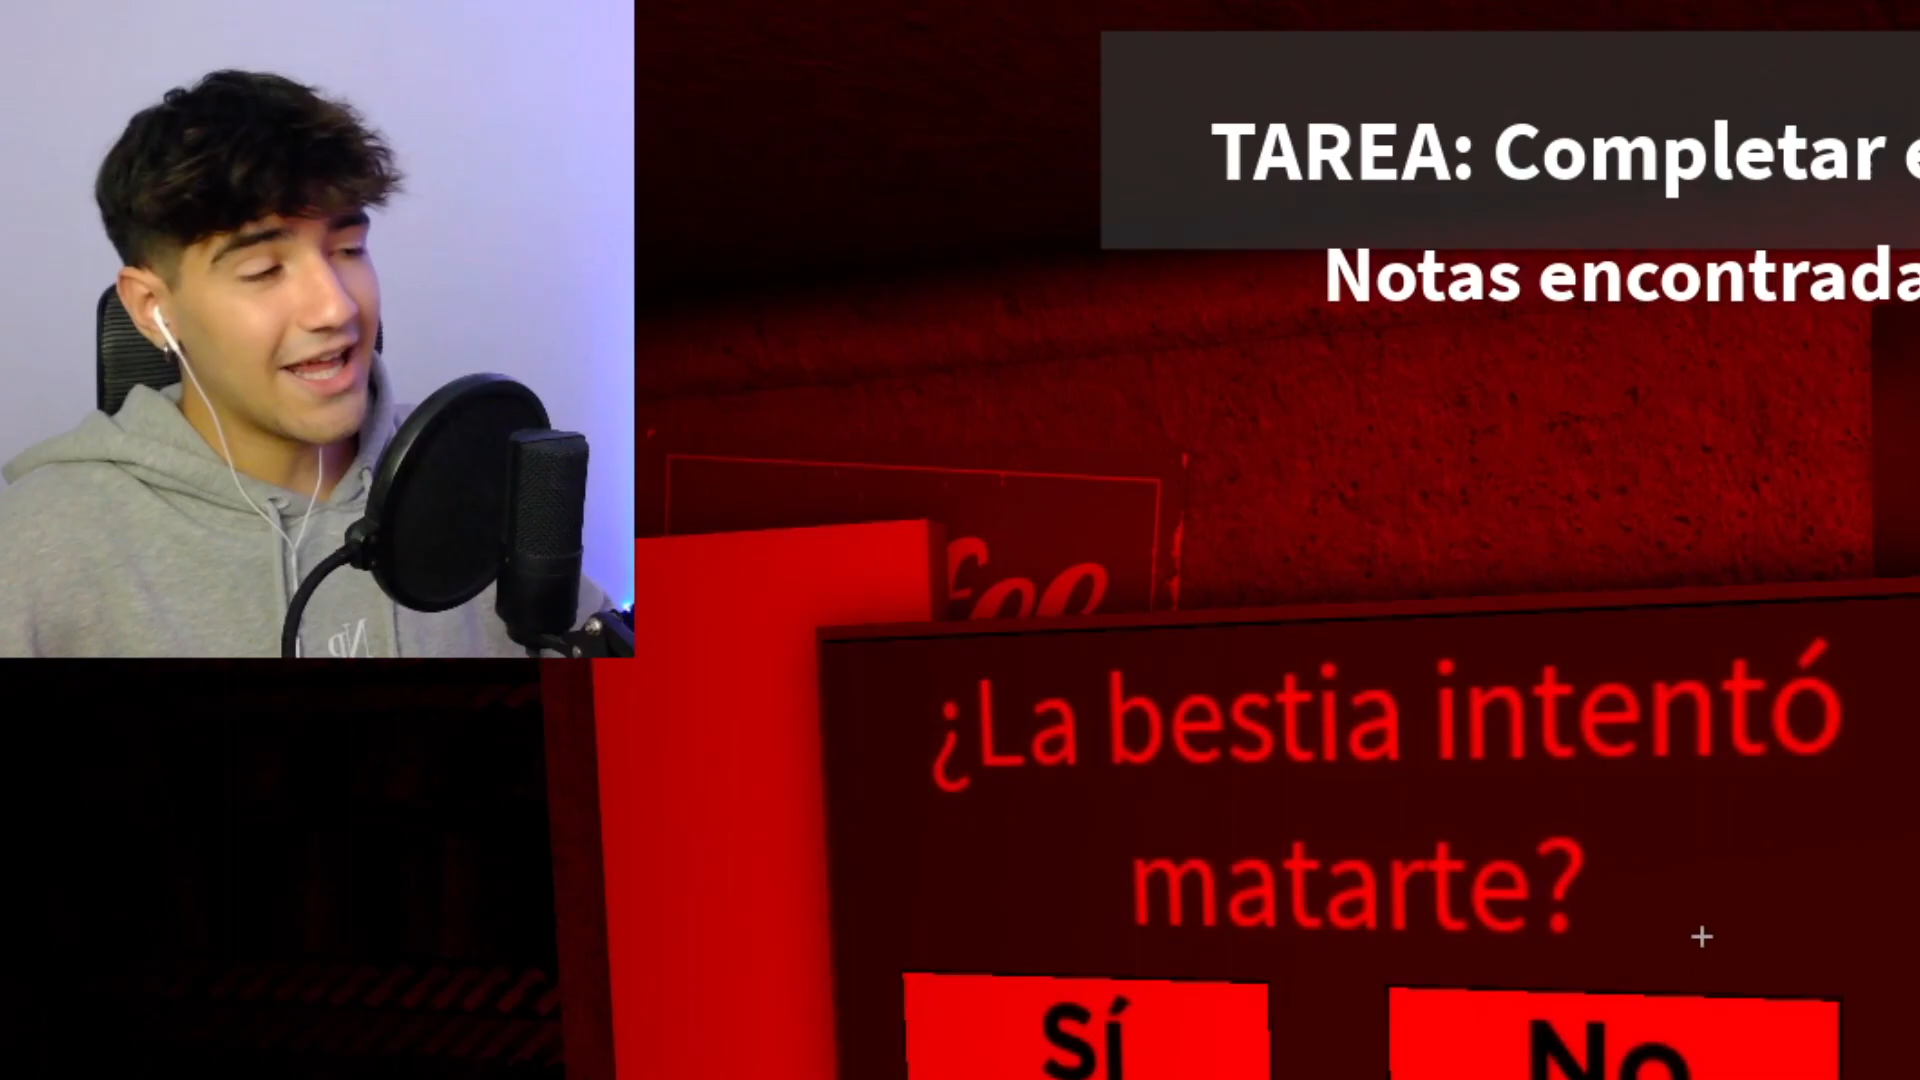 TAREA: Completar e
Notas encontrada
¿La bestia intentó
matarte?
Sí
No